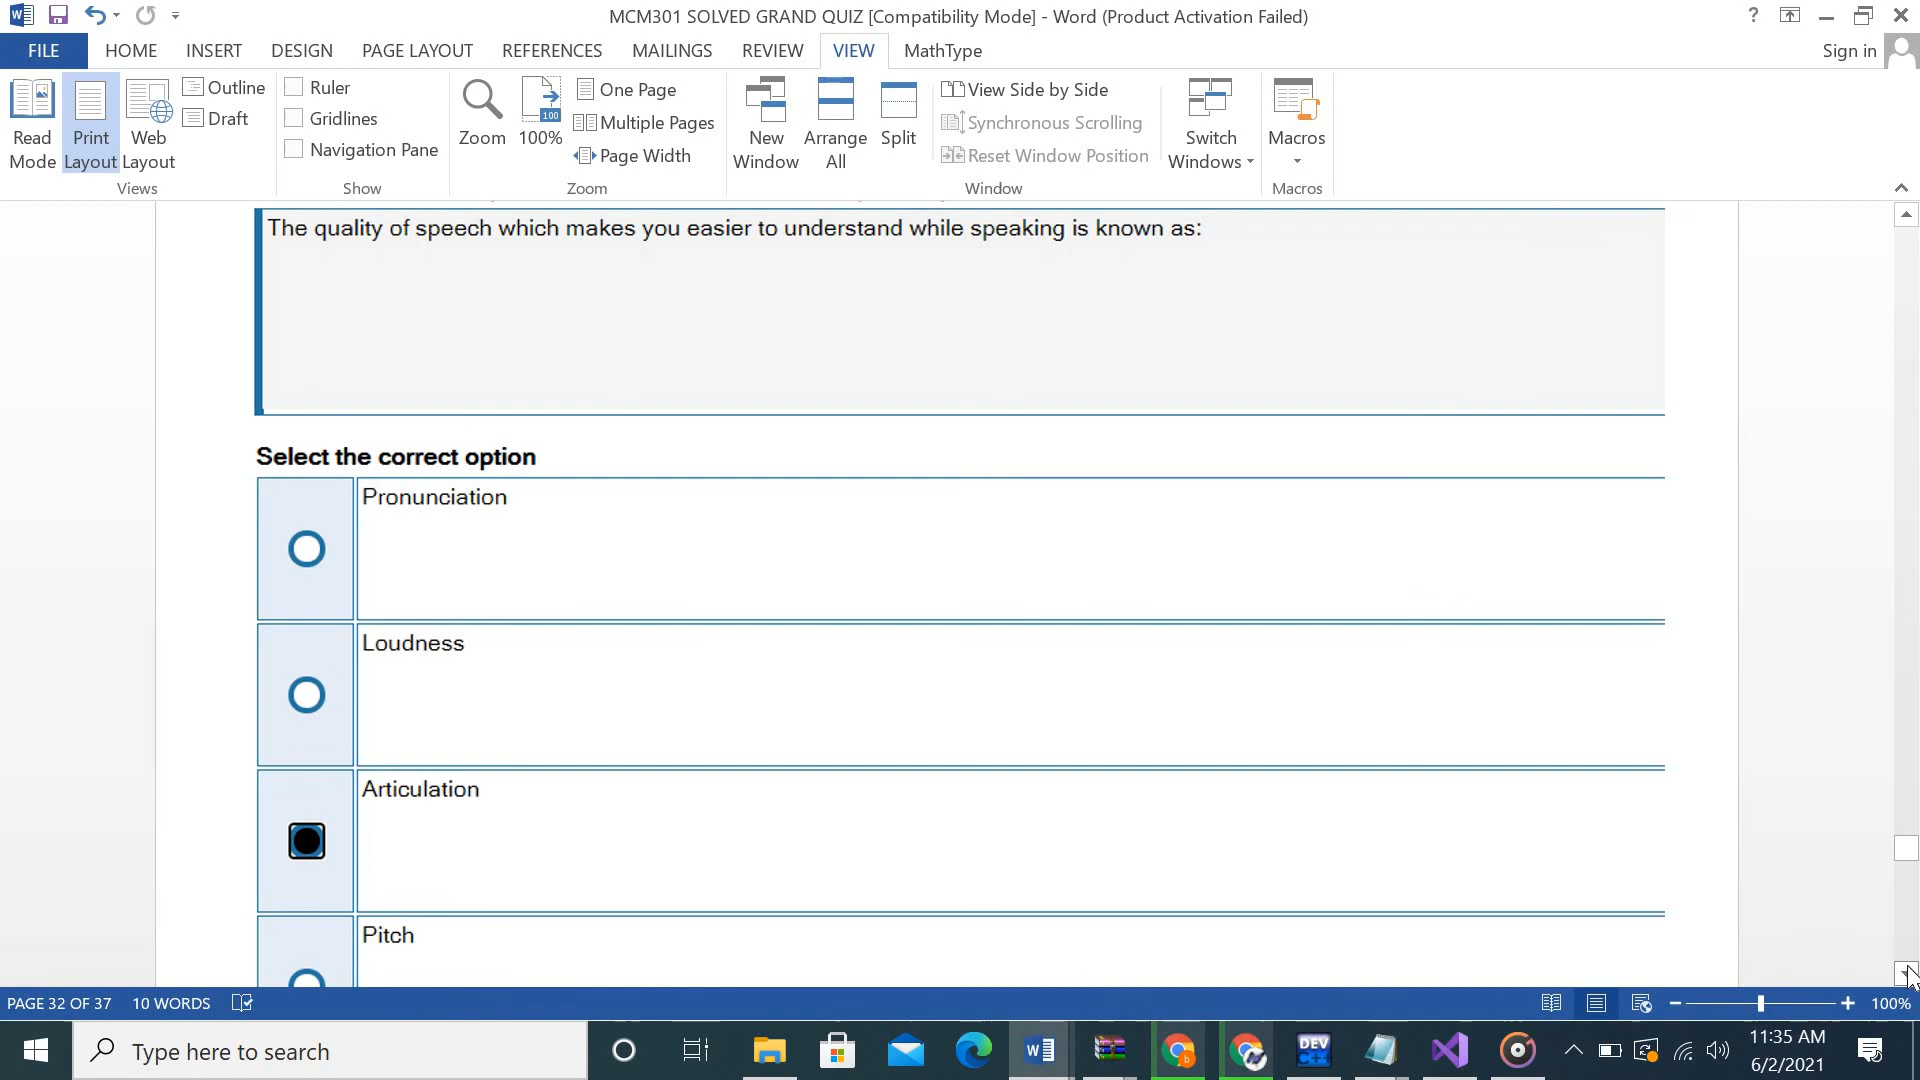 MCM301 SOLVED GRAND QUIZ [Compatibility Mode] - Word (Product Activation Failed)
?
FILE HOME INSERT DESIGN PAGE LAYOUT REFERENCES MAILINGS REVIEW VIEW MathType Sign in
Read Mode
Print Layout
Web Layout
Outline
Draft
Views
Ruler
Gridlines
Navigation Pane
Show
Zoom
100
100%
One Page
Multiple Pages
Page Width
Zoom
New Window
Arrange All
Split
View Side by Side
Synchronous Scrolling
Reset Window Position
Window
Switch Windows
Macros
Macros
The quality of speech which makes you easier to understand while speaking is known as:
Select the correct option
Pronunciation
Loudness
Articulation
Pitch
PAGE 32 OF 37 10 WORDS 100%
Type here to search
DEV C++
b
11:35 AM
6/2/2021